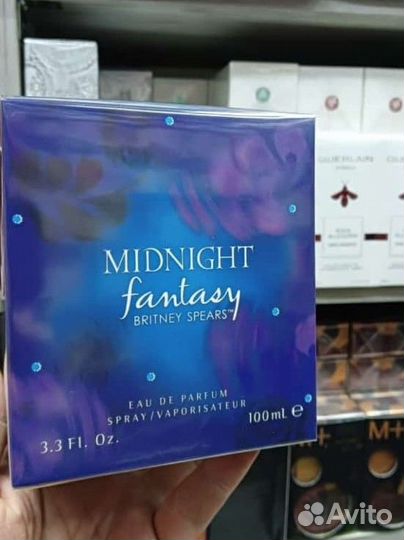 MIDNIGHT
fantasy
BRITNEY SPEARS™
EAU DE PARFUM
SPRAY/VAPORISATEUR
3.3 Fl. Oz.
100mL ℮
GUERLAIN
M+
M+
Avito